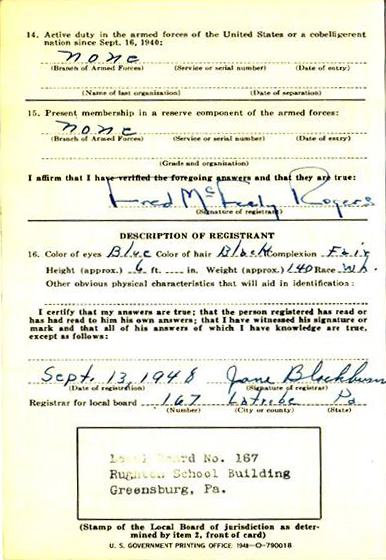 14. Active duty in the armed forces of the United States or a cobelligerent
nation since Sept. 16, 1940:
none
(Branch of Armed Forces) (Service or serial number) (Date of entry)
(Name of last organization) (Date of separation)
15. Present membership in a reserve component of the armed forces:
none
(Branch of Armed Forces) (Service or serial number) (Date of entry)
(Grade and organization)
I affirm that I have verified the foregoing answers and that they are true:
Fred McFeely Rogers
(Signature of registrant)
DESCRIPTION OF REGISTRANT
16. Color of eyes Blue Color of hair Black Complexion Fair
Height (approx.) 6 ft. in. Weight (approx.) 140 Race Wh.
Other obvious physical characteristics that will aid in identification:
I certify that my answers are true; that the person registered has read or
has had read to him his own answers; that I have witnessed his signature or
mark and that all of his answers of which I have knowledge are true,
except as follows:
Sept. 13, 1948 Jane Blackburn
(Date of registration) (Signature of registrar)
Registrar for local board 167 Latrobe Pa
(Number) (City or county) (State)
Local Board No. 167
Rughton School Building
Greensburg, Pa.
(Stamp of the Local Board of jurisdiction as deter-
mined by item 2, front of card)
U. S. GOVERNMENT PRINTING OFFICE: 1948—O-790018